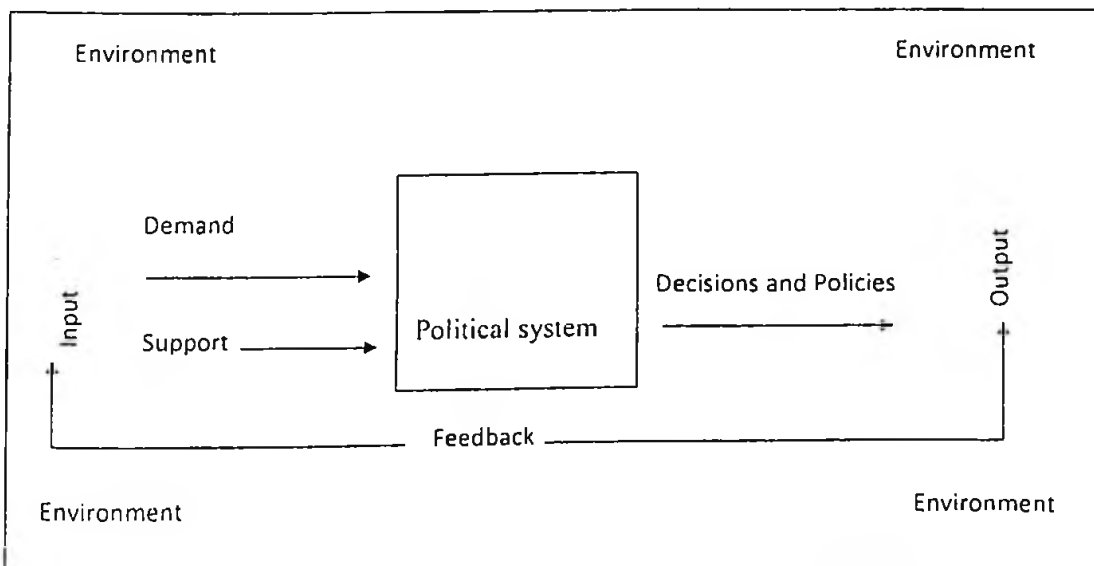 Environment
Environment
Demand
Input
Support
Political system
Decisions and Policies
Output
Feedback
Environment
Environment